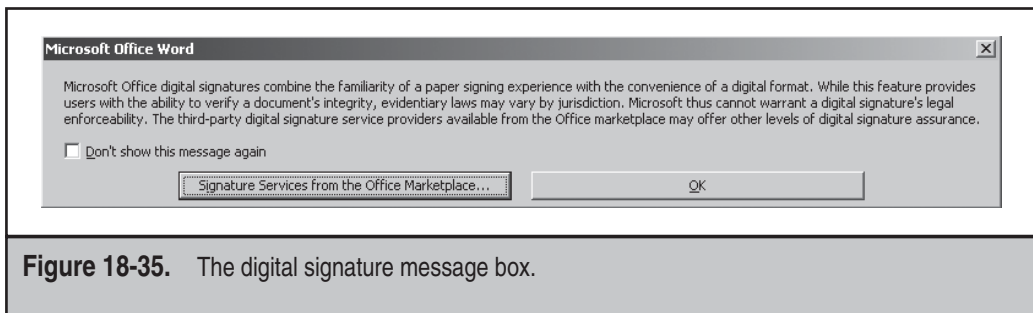 Microsoft Office Word
Microsoft Office digital signatures combine the familiarity of a paper signing experience with the convenience of a digital format. While this feature provides
users with the ability to verify a document's integrity, evidentiary laws may vary by jurisdiction. Microsoft thus cannot warrant a digital signature's legal
enforceability. The third-party digital signature service providers available from the Office marketplace may offer other levels of digital signature assurance.
Don't show this message again
Signature Services from the Office Marketplace... OK
Figure 18-35. The digital signature message box.